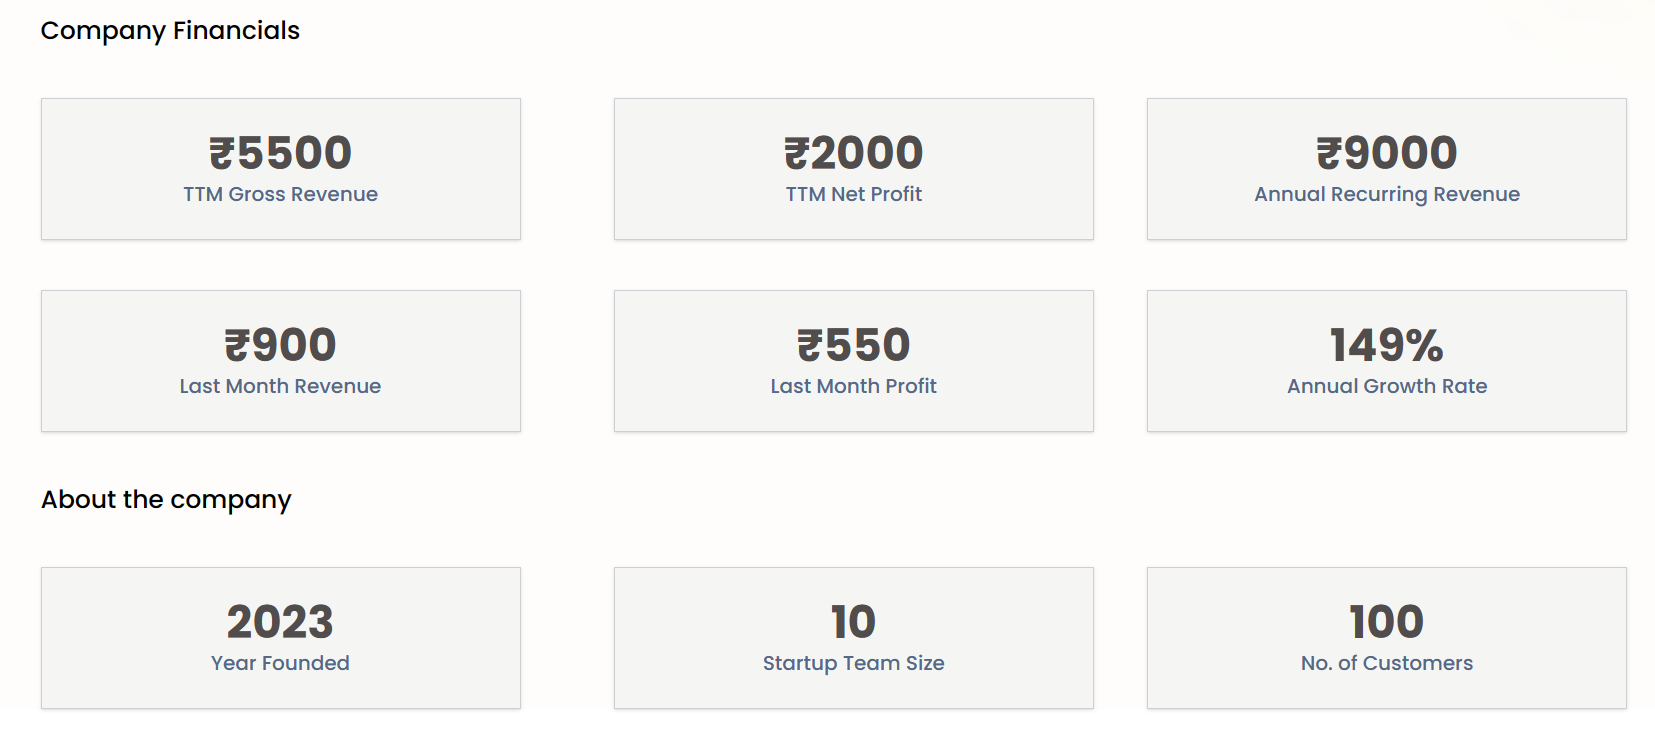 Company Financials
₹5500
TTM Gross Revenue
₹2000
TTM Net Profit
₹9000
Annual Recurring Revenue
₹900
Last Month Revenue
₹550
Last Month Profit
149%
Annual Growth Rate
About the company
2023
Year Founded
10
Startup Team Size
100
No. of Customers